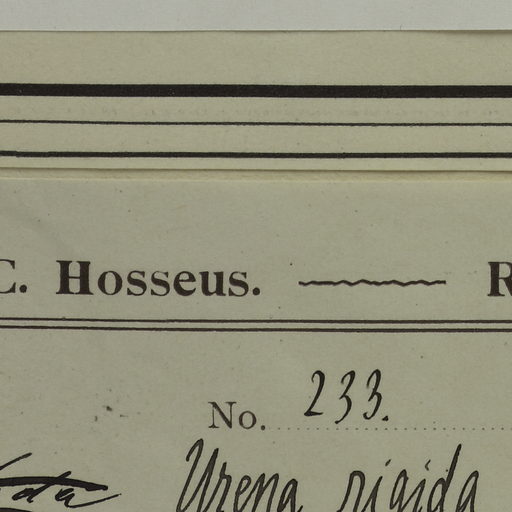 C. Hosseus. R
No. 233.
Urena rigida